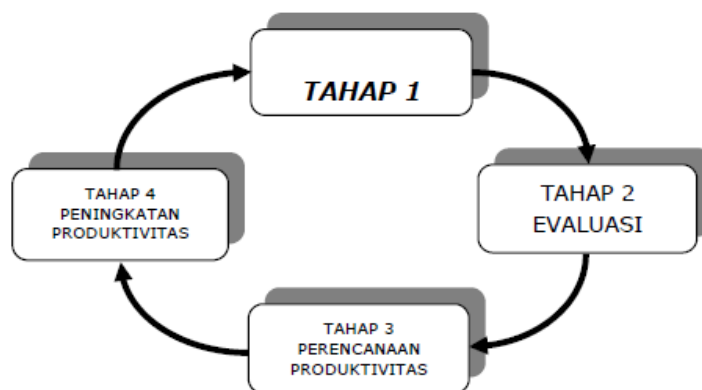 TAHAP 1
TAHAP 2
EVALUASI
TAHAP 3
PERENCANAAN
PRODUKTIVITAS
TAHAP 4
PENINGKATAN
PRODUKTIVITAS